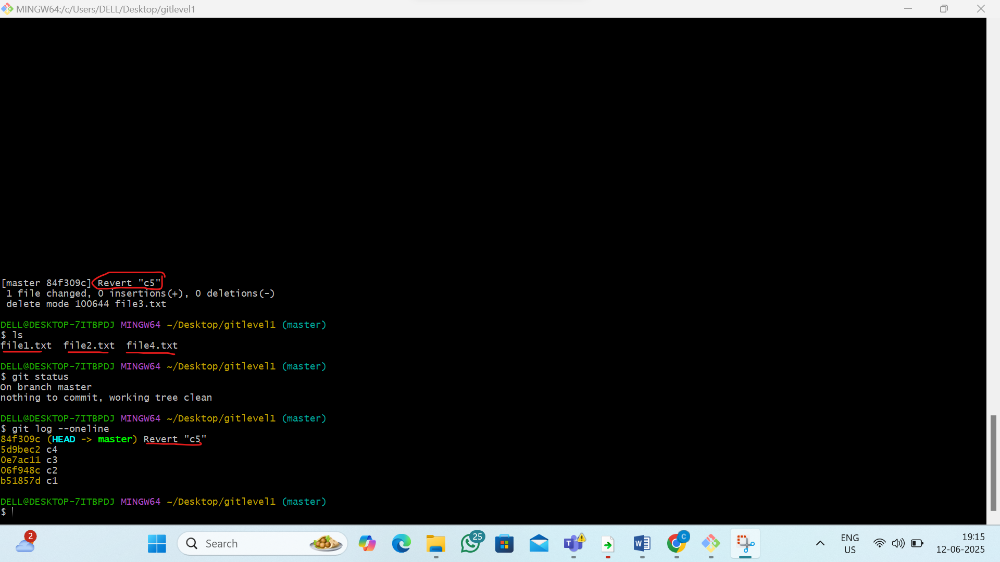 MINGW64:/c/Users/DELL/Desktop/gitlevel1
[master 84f309c] Revert "c5"
1 file changed, 0 insertions(+), 0 deletions(-)
delete mode 100644 file3.txt
DELL@DESKTOP-7ITBPDJ MINGW64 ~/Desktop/gitlevel1 (master)
$ ls
file1.txt file2.txt file4.txt
DELL@DESKTOP-7ITBPDJ MINGW64 ~/Desktop/gitlevel1 (master)
$ git status
On branch master
nothing to commit, working tree clean
DELL@DESKTOP-7ITBPDJ MINGW64 ~/Desktop/gitlevel1 (master)
$ git log --oneline
84f309c (HEAD -> master) Revert "c5"
5d9bec2 c4
0e7ac11 c3
06f948c c2
b51857d c1
DELL@DESKTOP-7ITBPDJ MINGW64 ~/Desktop/gitlevel1 (master)
$
2
Search
25
T
W
C
ENG
US
19:15
12-06-2025